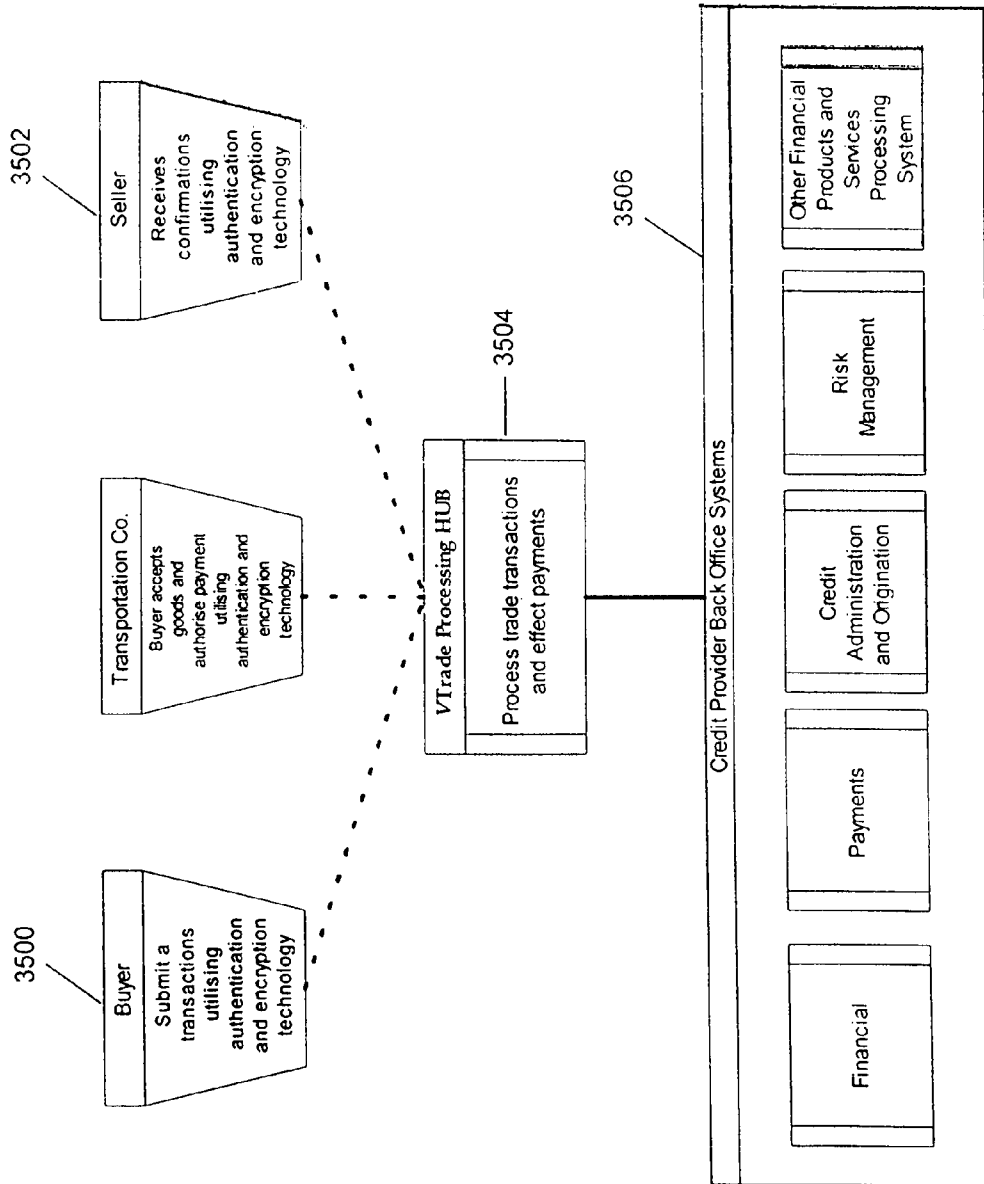 3500
Buyer
Submit a
transactions
utilising
authentication
and encryption
technology
Transportation Co.
Buyer accepts
goods and
authorise payment
utilising
authentication and
encryption
technology
3502
Seller
Receives
confirmations
utilising
authentication
and encryption
technology
VTrade Processing HUB
Process trade transactions
and effect payments
3504
3506
Credit Provider Back Office Systems
Financial
Payments
Credit
Administration
and Origination
Risk
Management
Other Financial
Products and
Services
Processing
System